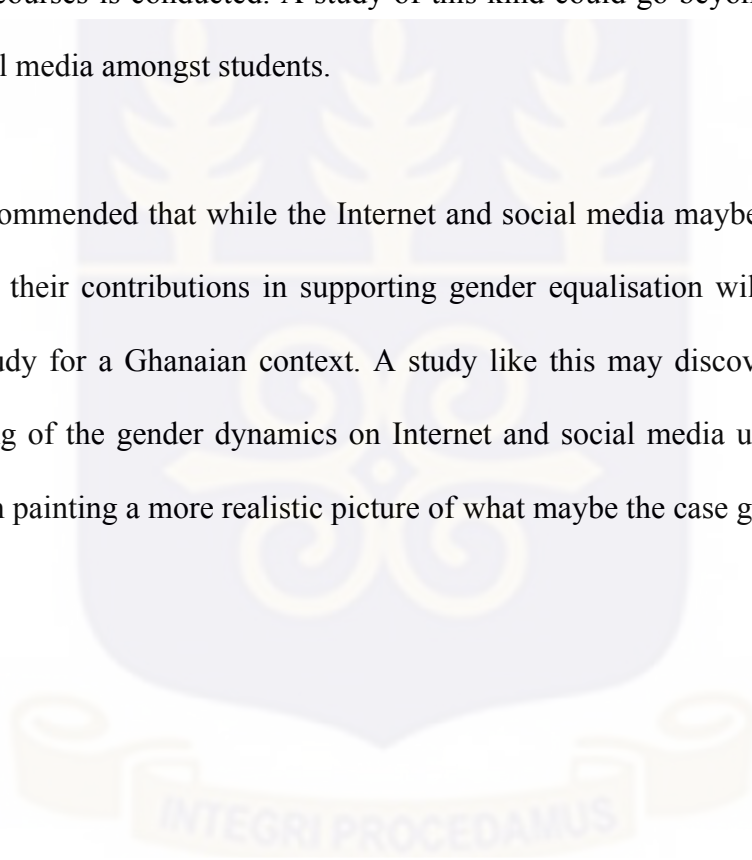 courses is conducted. A study of this kind could go beyon
l media amongst students.
ommended that while the Internet and social media maybe
their contributions in supporting gender equalisation wil
udy for a Ghanaian context. A study like this may discov
g of the gender dynamics on Internet and social media u
n painting a more realistic picture of what maybe the case g
INTEGRI PROCEDAMUS